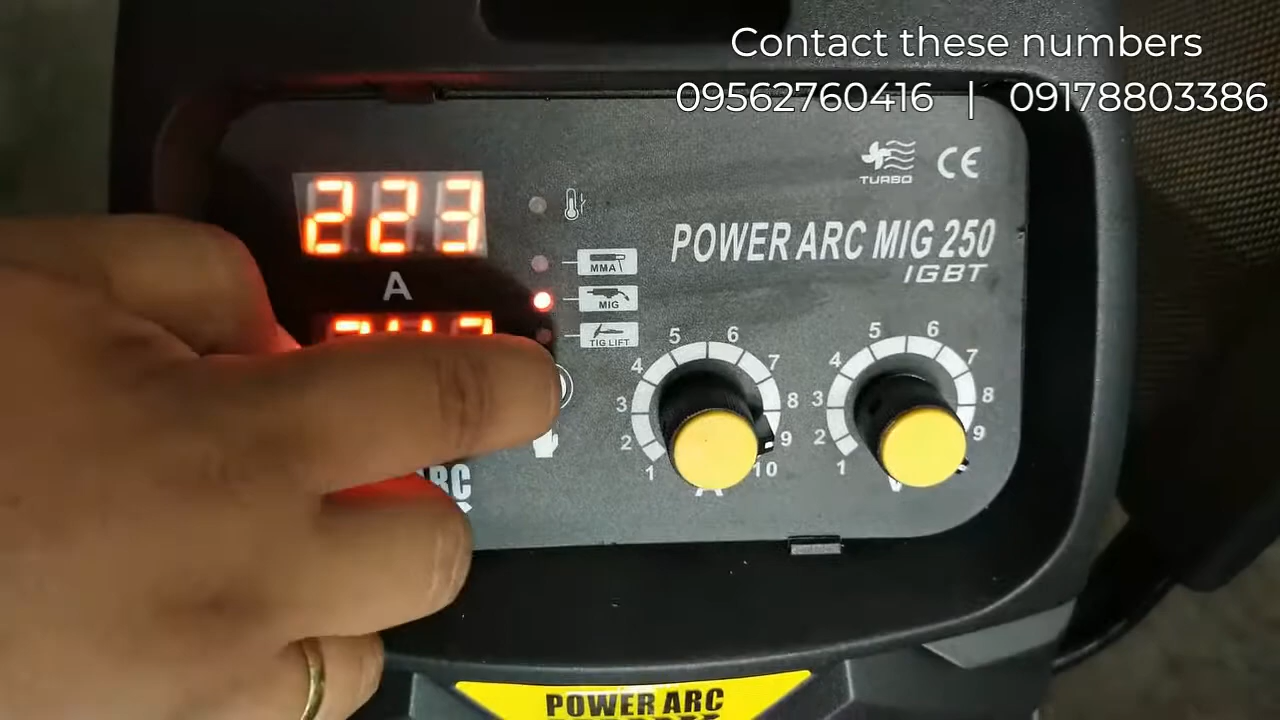 Contact these numbers
09562760416 | 09178803386
TURBO CE
223
A
MMA
MIG
TIG LIFT
POWER ARC MIG 250
IGBT
1 2 3 4 5 6 7 8 9 10
A
1 2 3 4 5 6 7 8 9
V
RC
POWER ARC